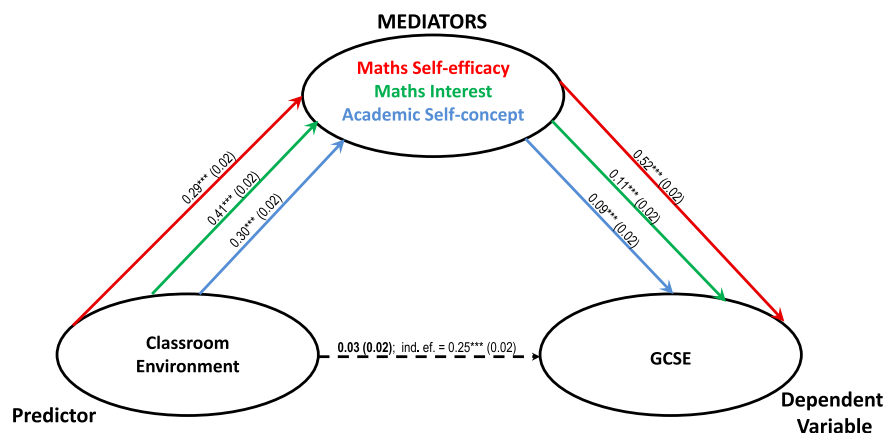 MEDIATORS
Maths Self-efficacy
Maths Interest
Academic Self-concept
0.29*** (0.02)
0.41*** (0.02)
0.30*** (0.02)
0.52*** (0.02)
0.11*** (0.02)
0.09*** (0.02)
Classroom
Environment
0.03 (0.02); ind. ef. = 0.25*** (0.02)
GCSE
Predictor
Dependent
Variable